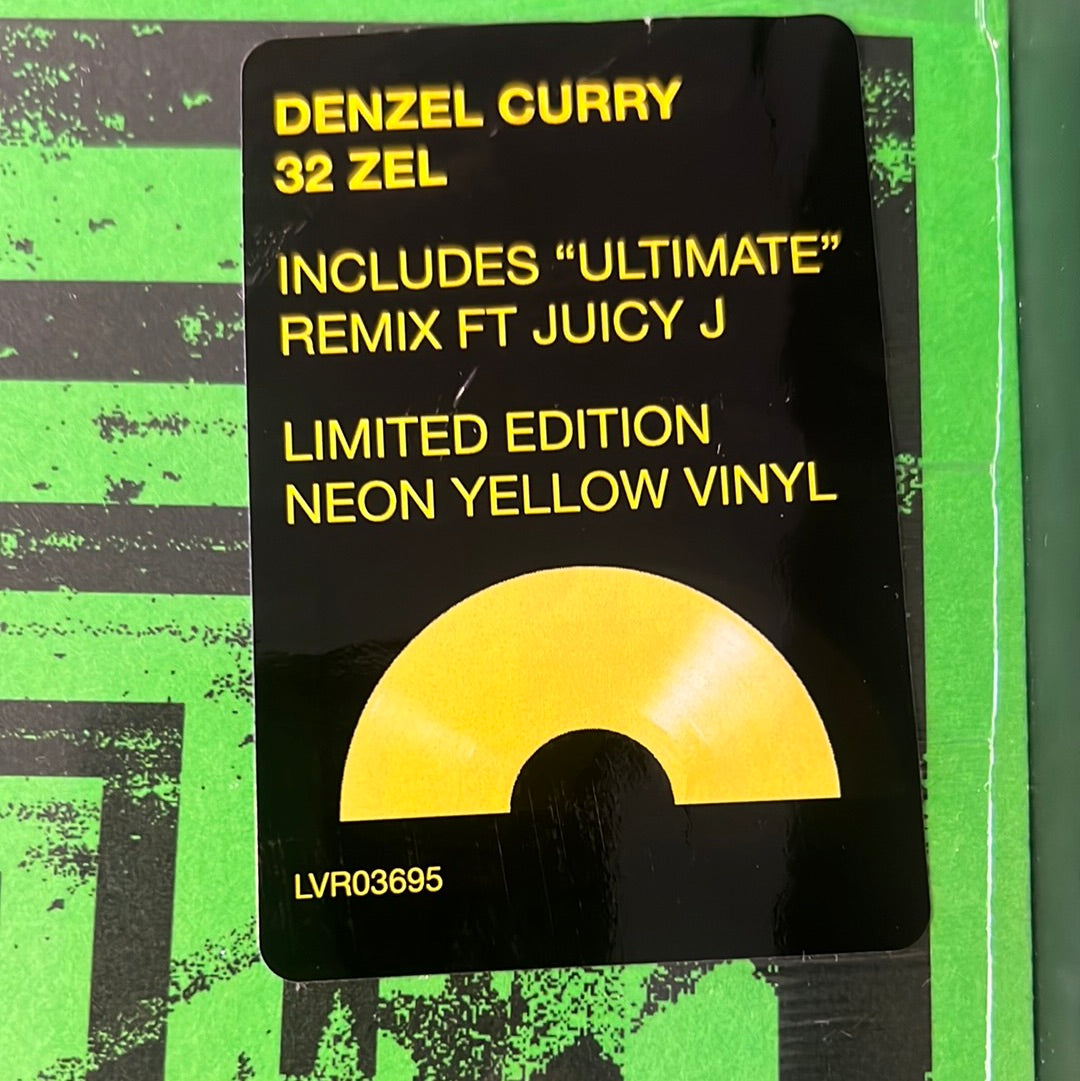 DENZEL CURRY
32 ZEL
INCLUDES “ULTIMATE”
REMIX FT JUICY J
LIMITED EDITION
NEON YELLOW VINYL
LVR03695